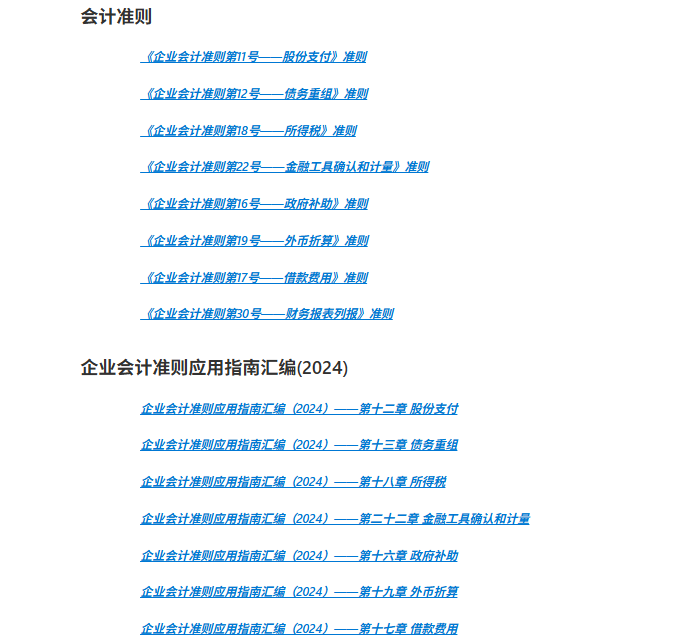 会计准则
《企业会计准则第11号——股份支付》准则
《企业会计准则第12号——债务重组》准则
《企业会计准则第18号——所得税》准则
《企业会计准则第22号——金融工具确认和计量》准则
《企业会计准则第16号——政府补助》准则
《企业会计准则第19号——外币折算》准则
《企业会计准则第17号——借款费用》准则
《企业会计准则第30号——财务报表列报》准则
企业会计准则应用指南汇编(2024)
企业会计准则应用指南汇编（2024）——第十二章 股份支付
企业会计准则应用指南汇编（2024）——第十三章 债务重组
企业会计准则应用指南汇编（2024）——第十八章 所得税
企业会计准则应用指南汇编（2024）——第二十二章 金融工具确认和计量
企业会计准则应用指南汇编（2024）——第十六章 政府补助
企业会计准则应用指南汇编（2024）——第十九章 外币折算
企业会计准则应用指南汇编（2024）——第十七章 借款费用